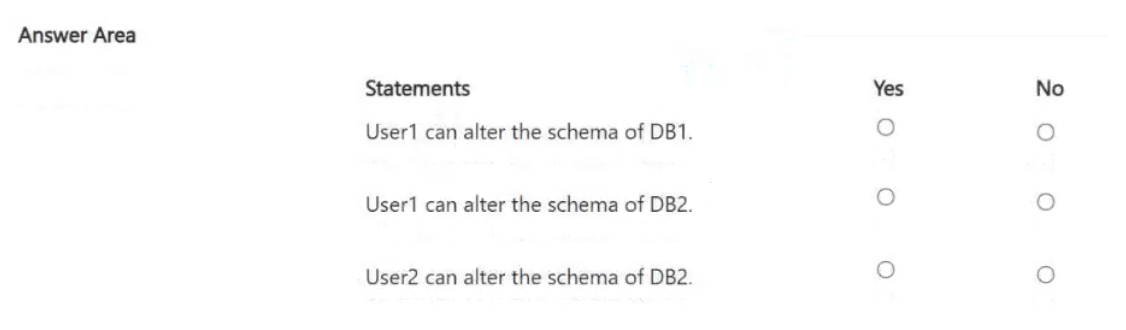 Answer Area
Statements Yes No
User1 can alter the schema of DB1.
User1 can alter the schema of DB2.
User2 can alter the schema of DB2.